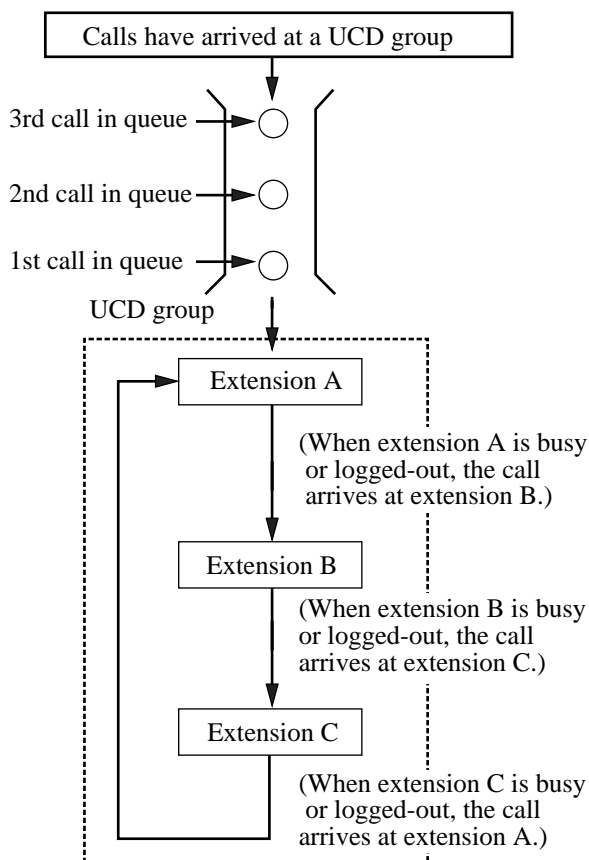 Calls have arrived at a UCD group
3rd call in queue
2nd call in queue
1st call in queue
UCD group
Extension A
(When extension A is busy
or logged-out, the call
arrives at extension B.)
Extension B
(When extension B is busy
or logged-out, the call
arrives at extension C.)
Extension C
(When extension C is busy
or logged-out, the call
arrives at extension A.)